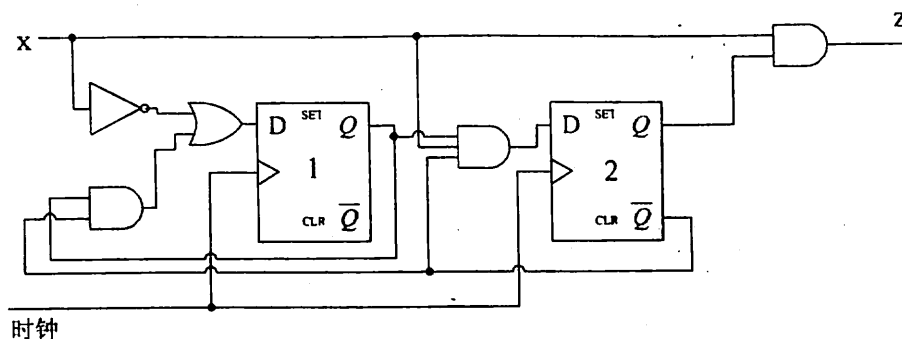 X
Z
D SET Q
1
CLR Q̅
D SET Q
2
CLR Q̅
时钟